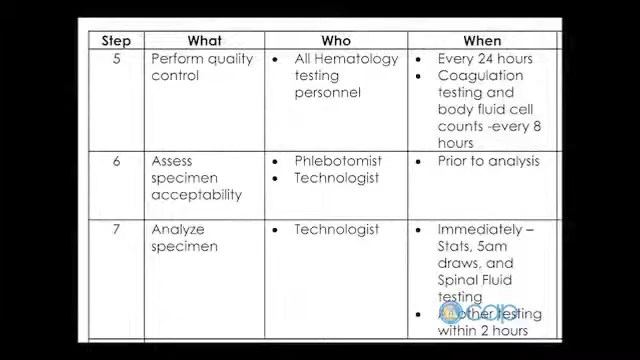 Step What Who When
5 Perform quality • All Hematology • Every 24 hours
control testing • Coagulation
personnel testing and
body fluid cell
counts -every 8
hours
6 Assess • Phlebotomist • Prior to analysis
specimen • Technologist
acceptability
7 Analyze • Technologist • Immediately –
specimen Stats, 5am
draws, and
Spinal Fluid
testing
• other testing
within 2 hours
cap